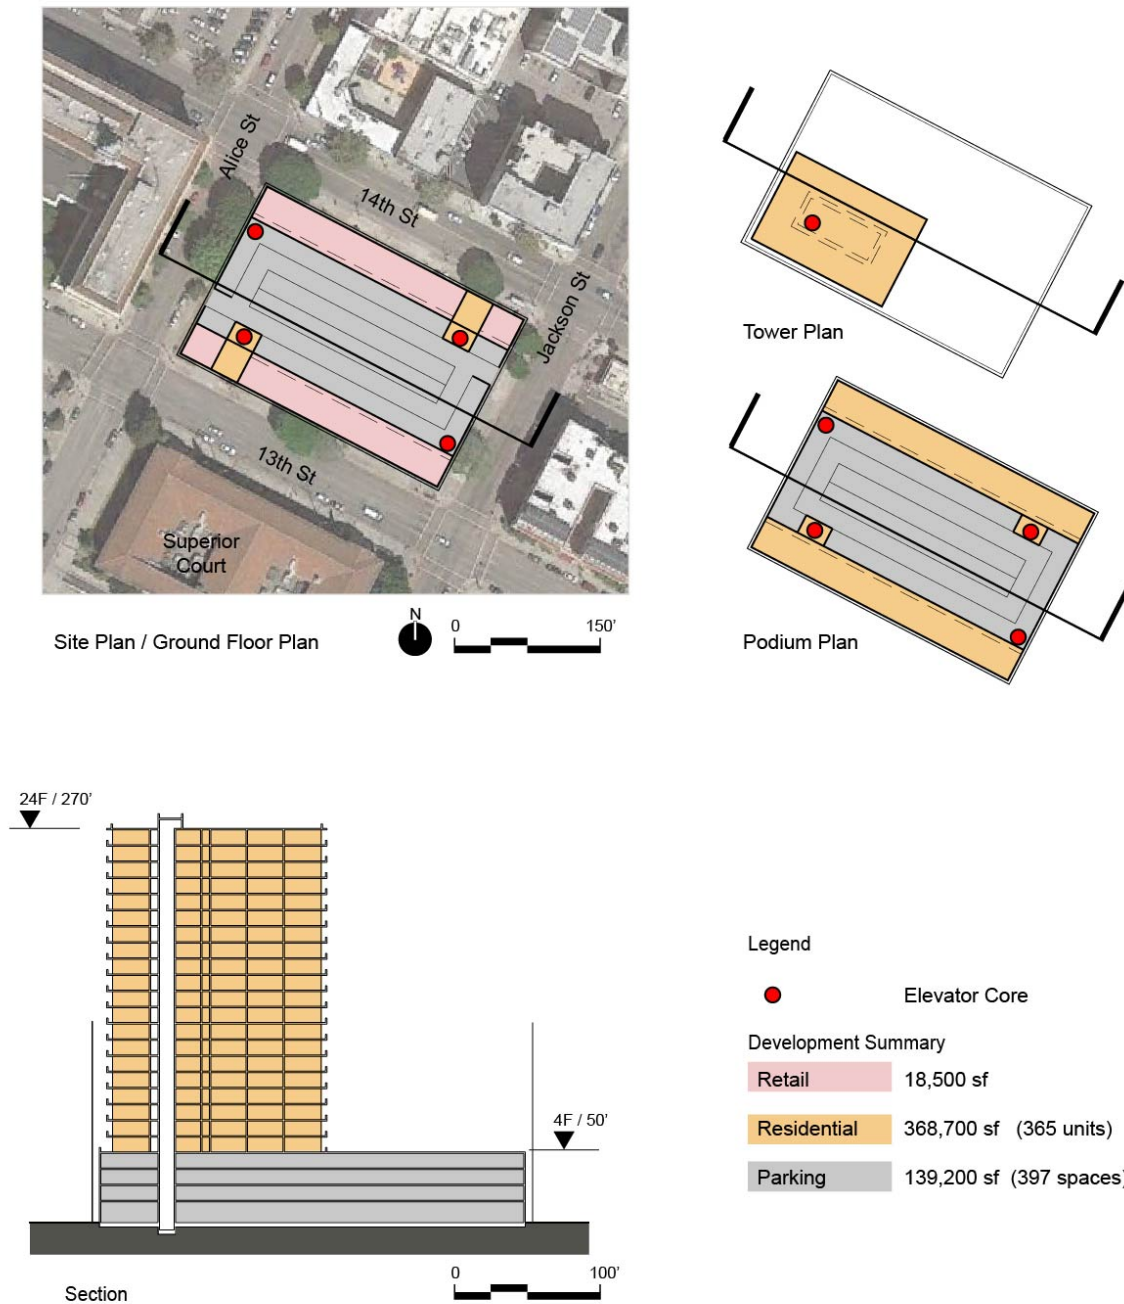 Alice St
14th St
Jackson St
13th St
Superior
Court
Site Plan / Ground Floor Plan
N
0
150'
Tower Plan
Podium Plan
24F / 270'
4F / 50'
Section
0
100'
Legend
Elevator Core
Development Summary
Retail 18,500 sf
Residential 368,700 sf (365 units)
Parking 139,200 sf (397 spaces)